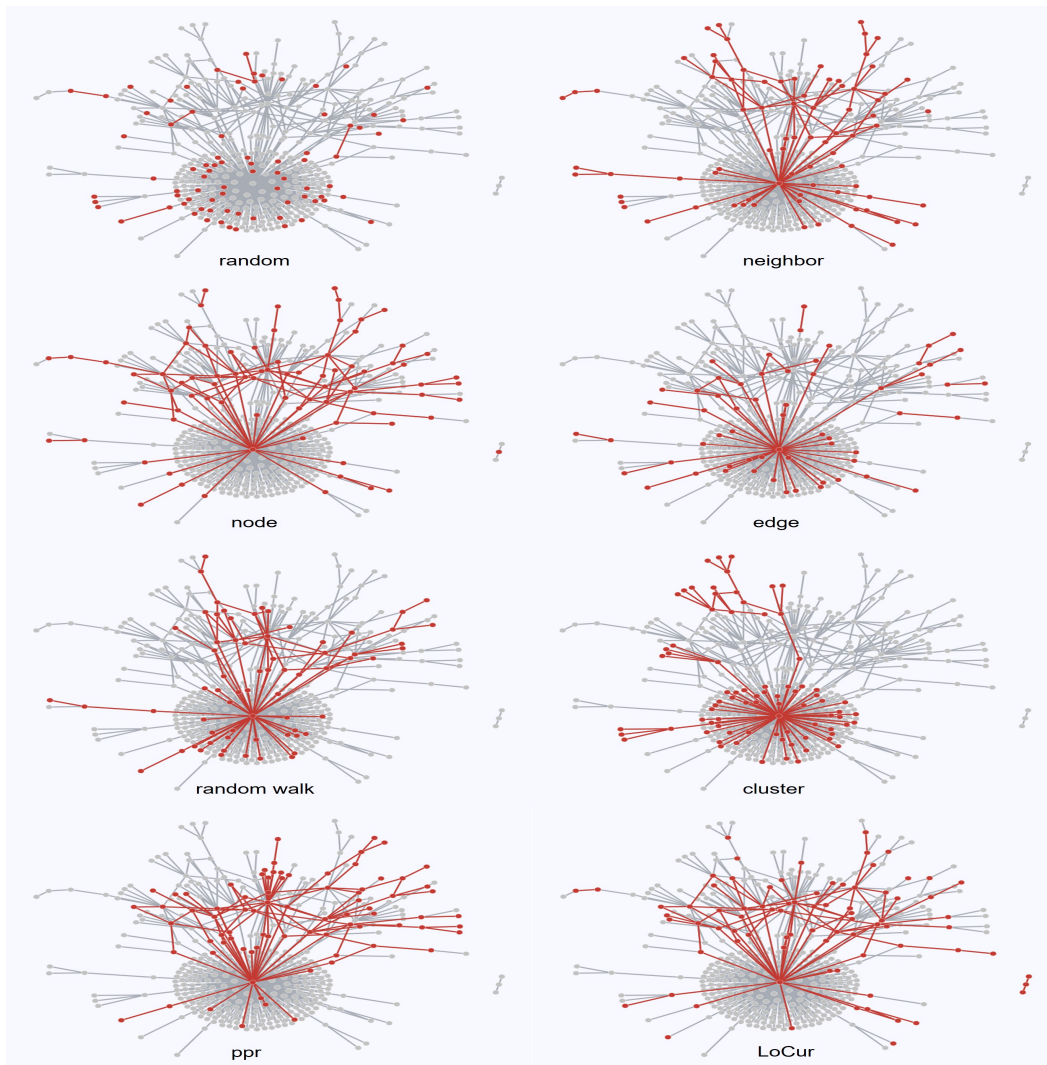 random
neighbor
node
edge
random walk
cluster
ppr
LoCur